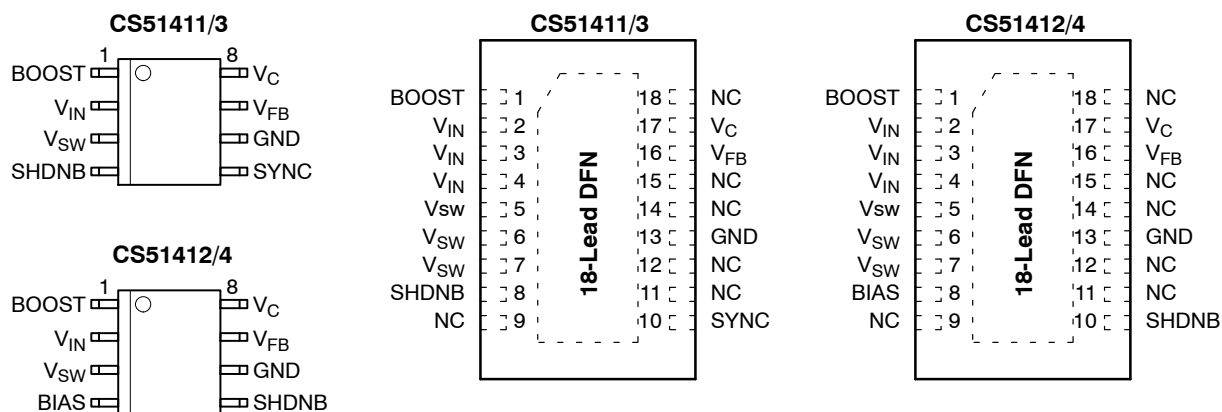 CS51411/3
1 8
BOOST VC
VIN VFB
VSW GND
SHDNB SYNC
CS51412/4
1 8
BOOST VC
VIN VFB
VSW GND
BIAS SHDNB
CS51411/3
BOOST 1 18 NC
VIN 2 17 VC
VIN 3 16 VFB
VIN 4 15 NC
Vsw 5 14 NC
VSW 6 13 GND
VSW 7 12 NC
SHDNB 8 11 NC
NC 9 10 SYNC
18-Lead DFN
CS51412/4
BOOST 1 18 NC
VIN 2 17 VC
VIN 3 16 VFB
VIN 4 15 NC
Vsw 5 14 NC
VSW 6 13 GND
VSW 7 12 NC
BIAS 8 11 NC
NC 9 10 SHDNB
18-Lead DFN